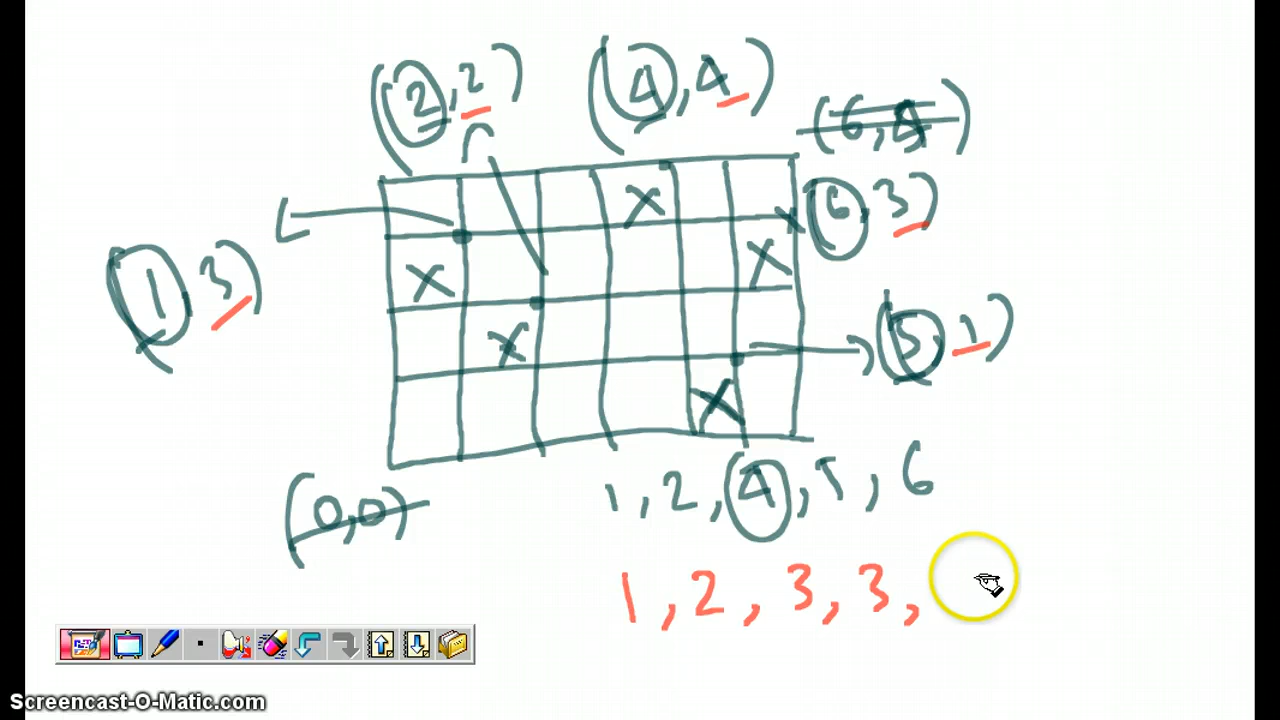 (2,2) (4,4) (6,4)
(1,3) (6,3)
(5,1)
X X X X X
1, 2, 4, 5, 6
(0,0)
1, 2, 3, 3,
Screencast-O-Matic.com